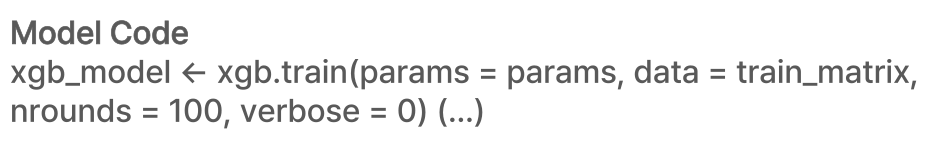 Model Code
xgb_model ← xgb.train(params = params, data = train_matrix,
nrounds = 100, verbose = 0) (...)